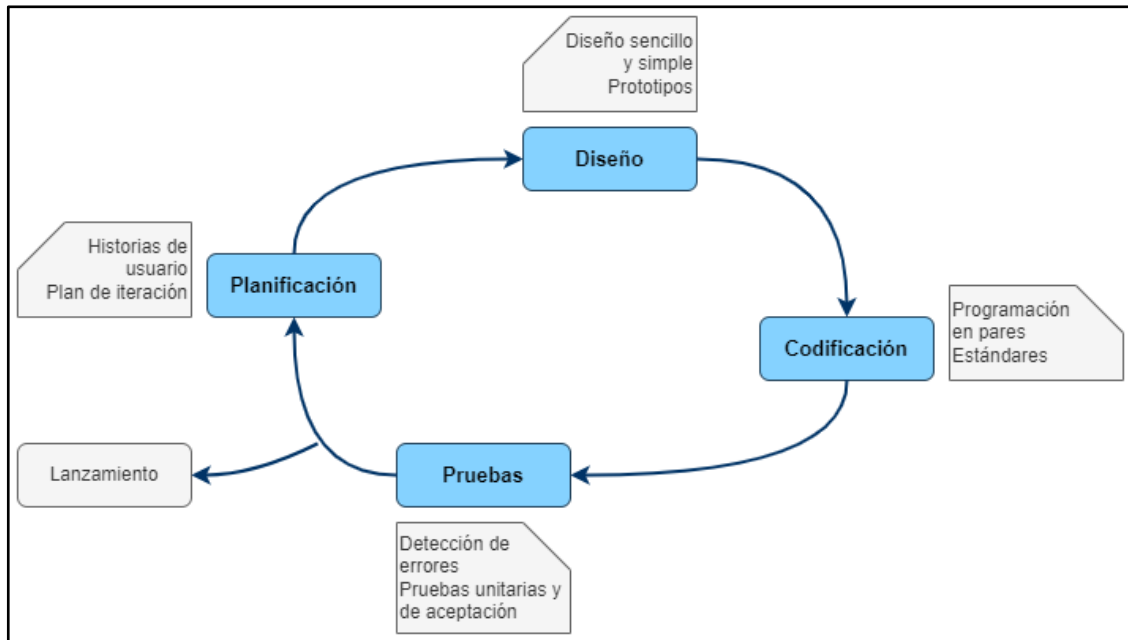 Diseño sencillo
y simple
Prototipos
Diseño
Historias de
usuario
Plan de iteración
Planificación
Programación
en pares
Estándares
Codificación
Lanzamiento
Pruebas
Detección de
errores
Pruebas unitarias y
de aceptación